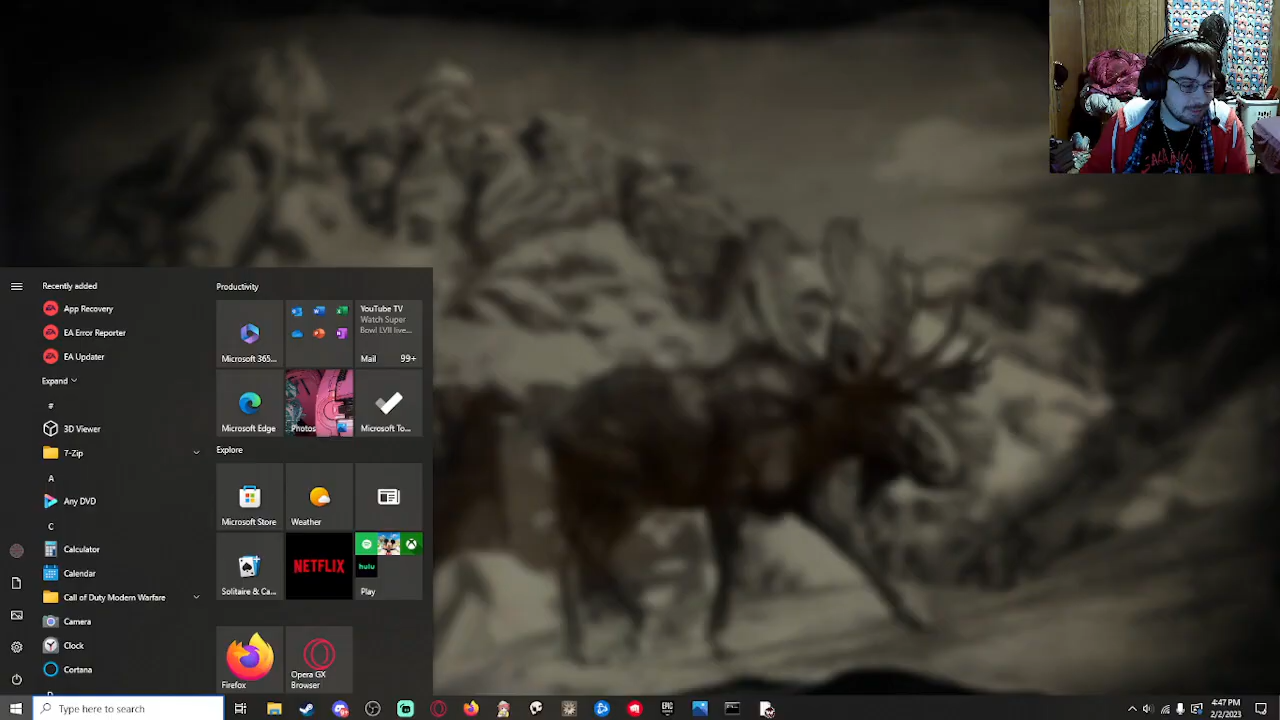 Recently added
App Recovery
EA Error Reporter
EA Updater
Expand
#
3D Viewer
7-Zip
A
Any DVD
C
Calculator
Calendar
Call of Duty Modern Warfare
Camera
Clock
Cortana
Productivity
Microsoft 365...
YouTube TV
Watch Super
Bowl LVII live...
Mail 99+
Microsoft Edge
Photos
Microsoft To...
Explore
Microsoft Store
Weather
Solitaire & Ca...
NETFLIX
hulu
Play
Firefox
Opera GX
Browser
Type here to search
EPIC
GAMES
4:47 PM
2/2/2023